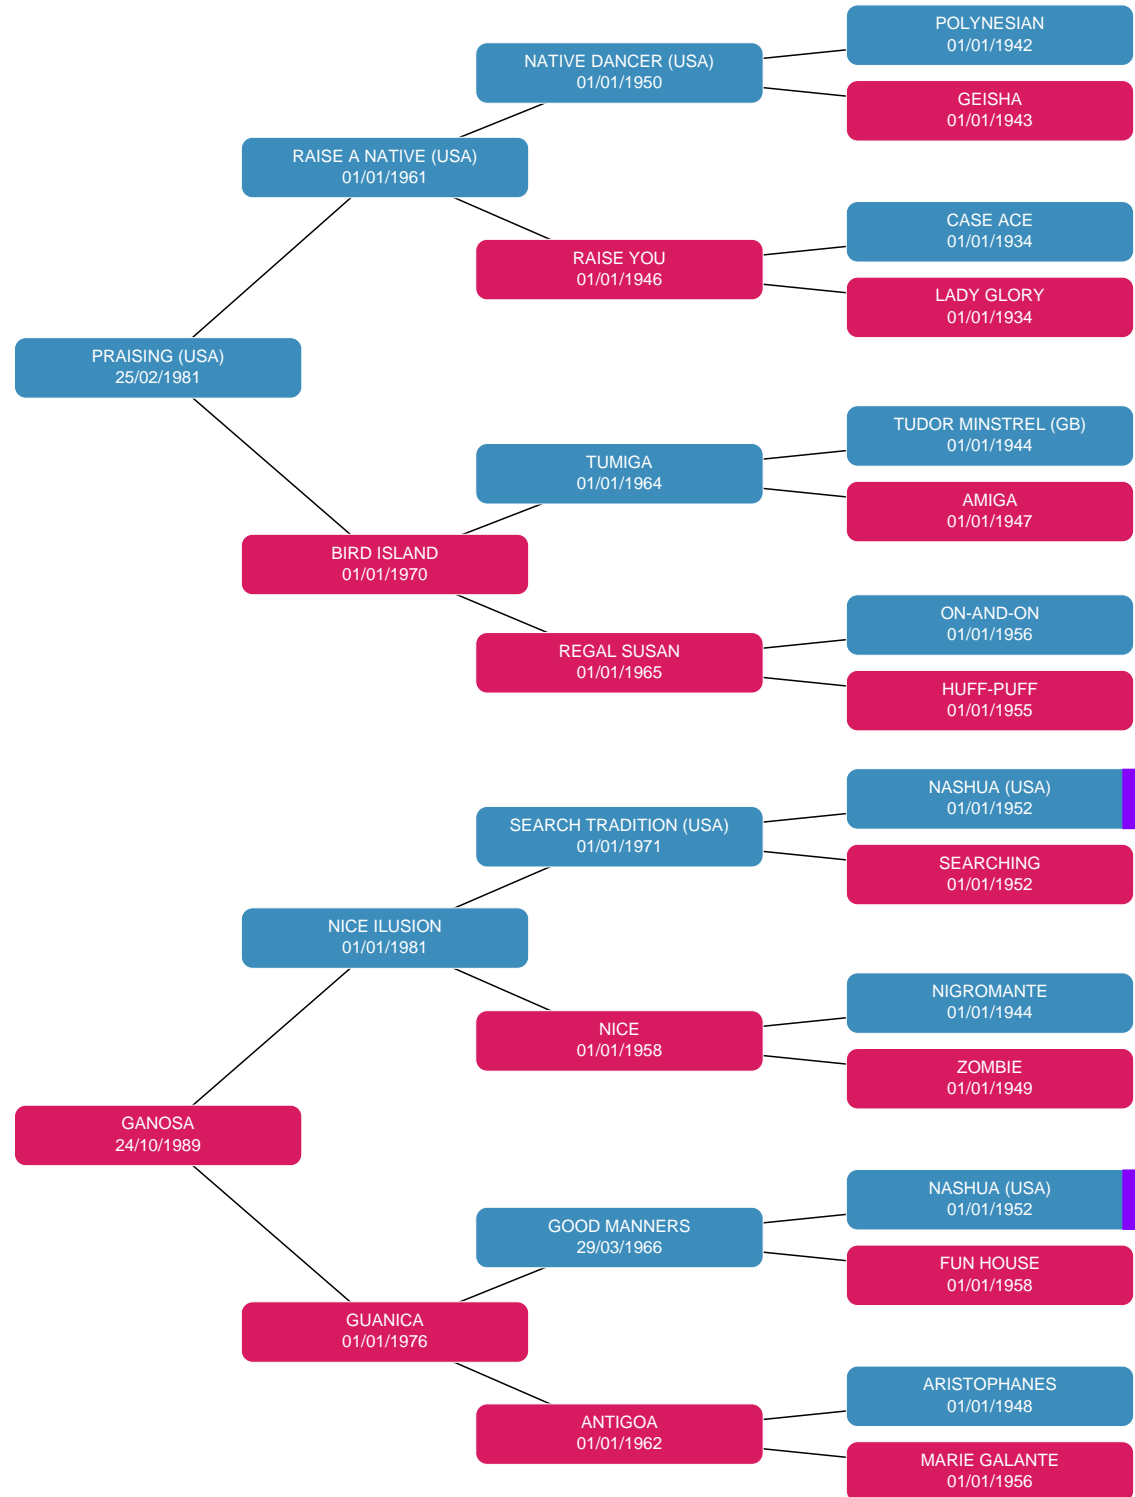 POLYNESIAN
01/01/1942
NATIVE DANCER (USA)
01/01/1950
GEISHA
01/01/1943
RAISE A NATIVE (USA)
01/01/1961
CASE ACE
01/01/1934
RAISE YOU
01/01/1946
LADY GLORY
01/01/1934
PRAISING (USA)
25/02/1981
TUDOR MINSTREL (GB)
01/01/1944
TUMIGA
01/01/1964
AMIGA
01/01/1947
BIRD ISLAND
01/01/1970
ON-AND-ON
01/01/1956
REGAL SUSAN
01/01/1965
HUFF-PUFF
01/01/1955
NASHUA (USA)
01/01/1952
SEARCH TRADITION (USA)
01/01/1971
SEARCHING
01/01/1952
NICE ILUSION
01/01/1981
NIGROMANTE
01/01/1944
NICE
01/01/1958
ZOMBIE
01/01/1949
GANOSA
24/10/1989
NASHUA (USA)
01/01/1952
GOOD MANNERS
29/03/1966
FUN HOUSE
01/01/1958
GUANICA
01/01/1976
ARISTOPHANES
01/01/1948
ANTIGOA
01/01/1962
MARIE GALANTE
01/01/1956